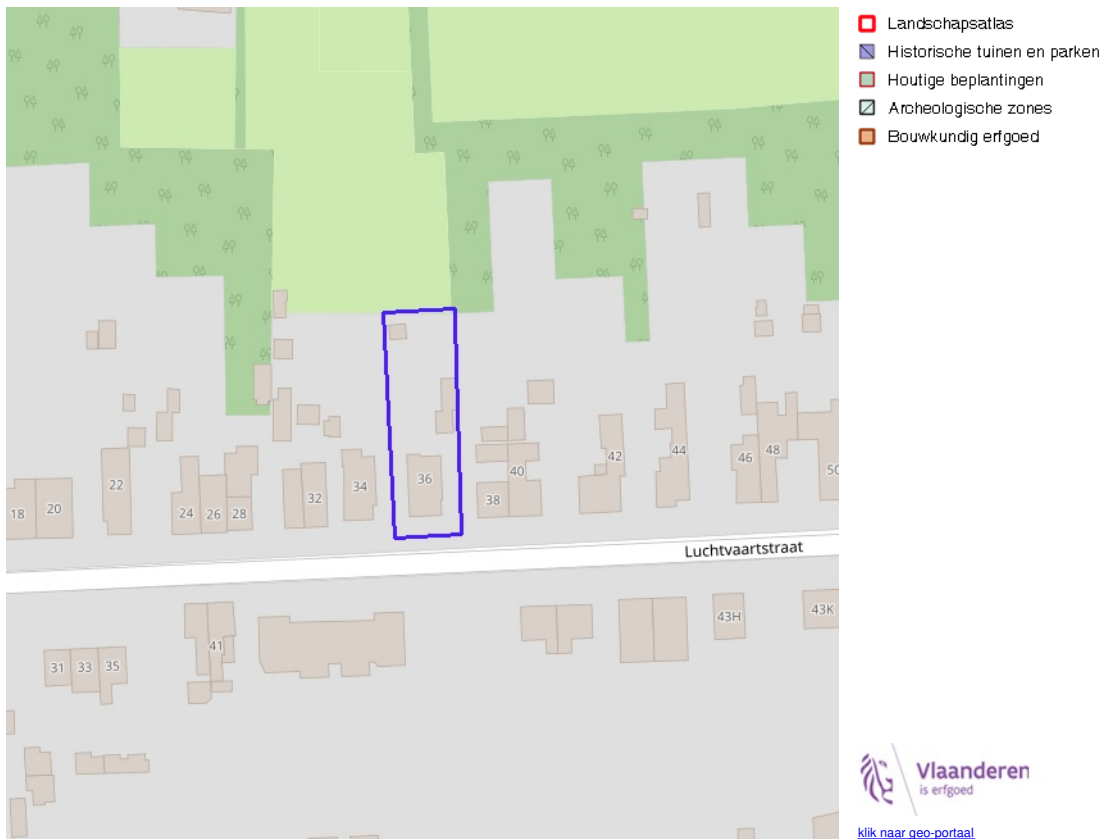 Landschapsatlas
Historische tuinen en parken
Houtige beplantingen
Archeologische zones
Bouwkundig erfgoed
18
20
22
24
26
28
32
34
36
38
40
42
44
46
48
50
Luchtvaartstraat
31
33
35
41
43H
43K
Vlaanderen
is erfgoed
klik naar geo-portaal